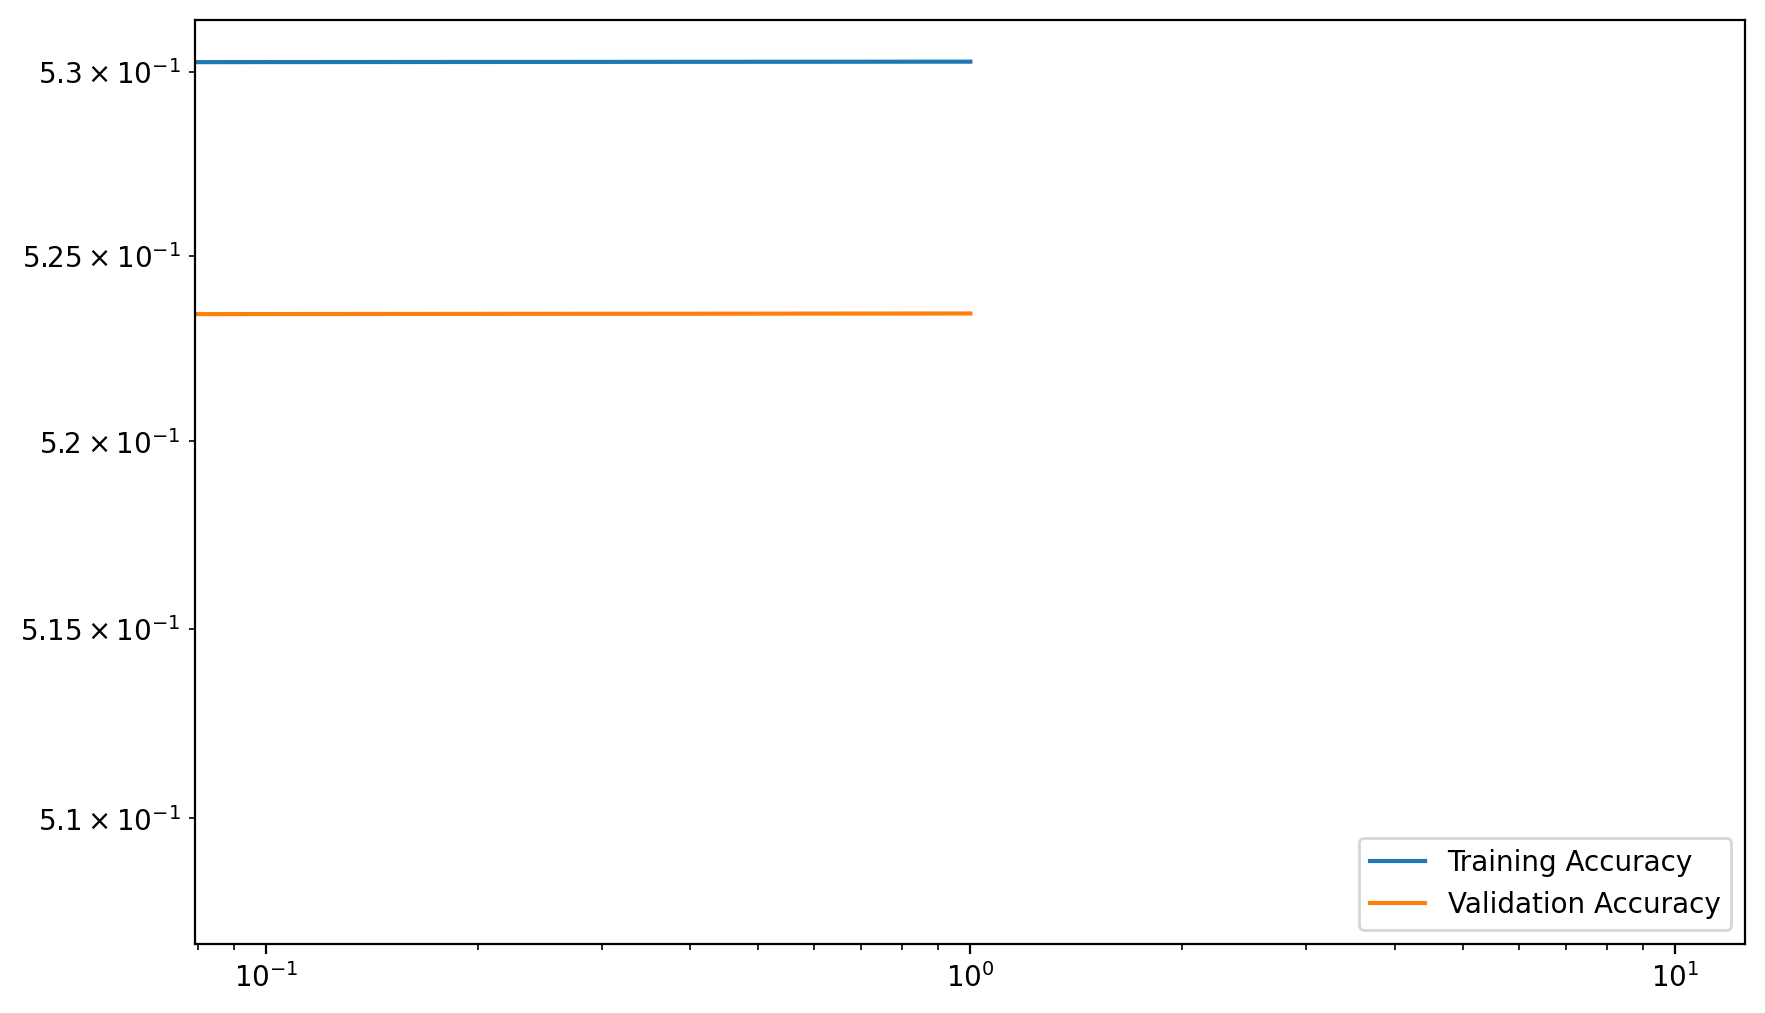 5.3 × 10⁻¹
5.25 × 10⁻¹
5.2 × 10⁻¹
5.15 × 10⁻¹
5.1 × 10⁻¹
Training Accuracy
Validation Accuracy
10⁻¹ 10⁰ 10¹